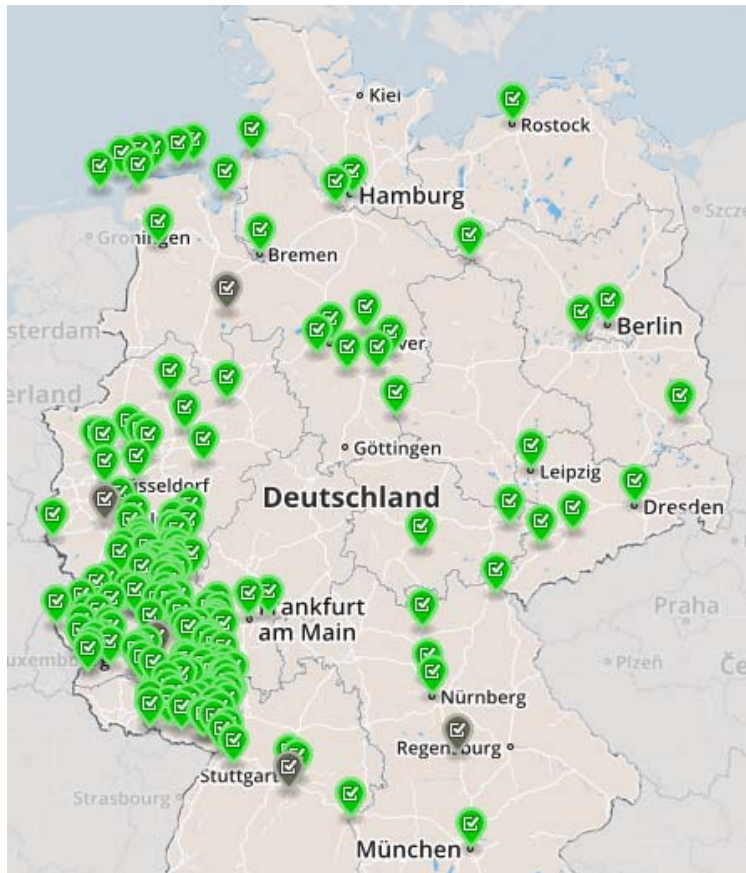 Kiel
Rostock
Hamburg
Groningen
Bremen
Berlin
Göttingen
Leipzig
Deutschland
Dresden
Frankfurt
am Main
Praha
Plzeň
Nürnberg
Regensburg
Stuttgart
Strasbourg
München